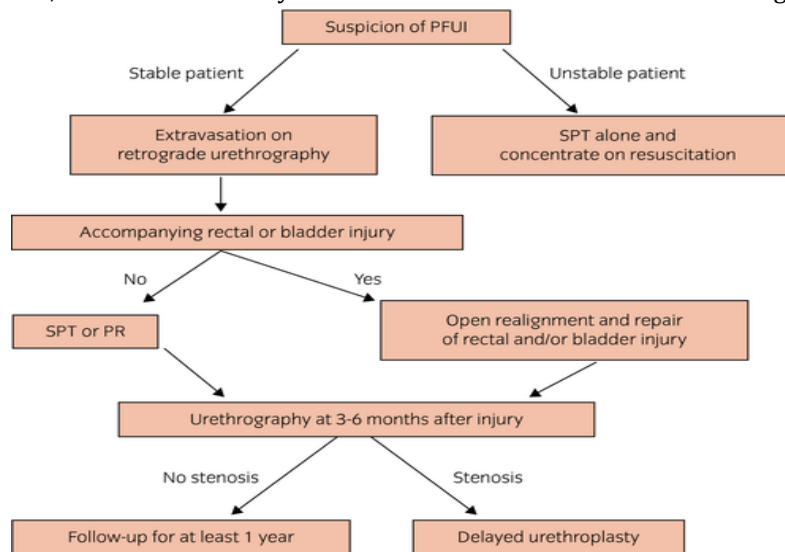 Suspicion of PFUI
Stable patient
Unstable patient
Extravasation on
retrograde urethrography
SPT alone and
concentrate on resuscitation
Accompanying rectal or bladder injury
No
Yes
SPT or PR
Open realignment and repair
of rectal and/or bladder injury
Urethrography at 3-6 months after injury
No stenosis
Stenosis
Follow-up for at least 1 year
Delayed urethroplasty